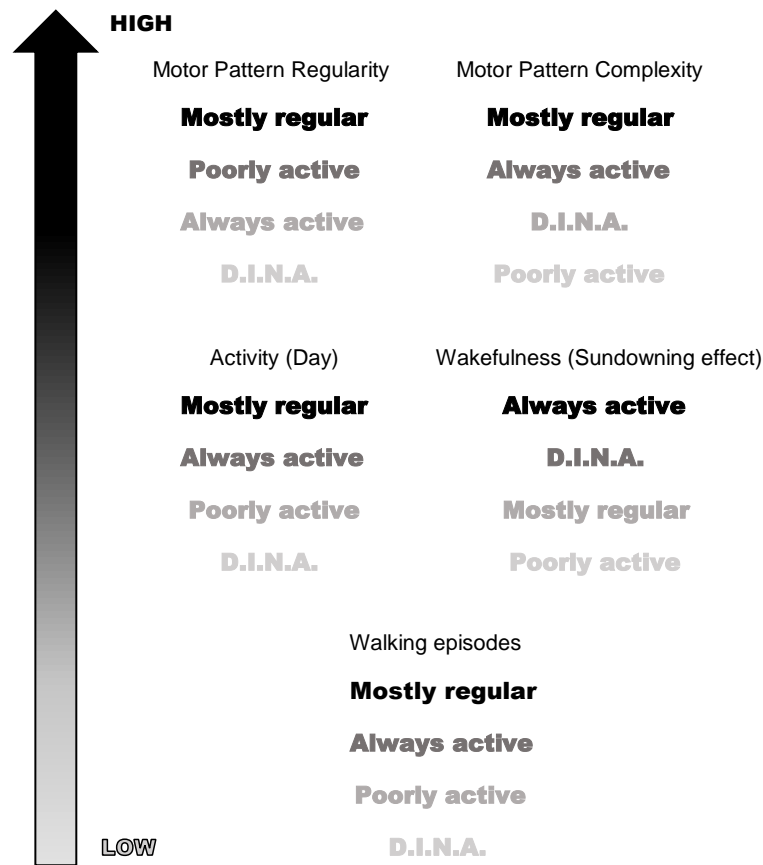 HIGH
Motor Pattern Regularity
Mostly regular
Poorly active
Always active
D.I.N.A.
Motor Pattern Complexity
Mostly regular
Always active
D.I.N.A.
Poorly active
Activity (Day)
Mostly regular
Always active
Poorly active
D.I.N.A.
Wakefulness (Sundowning effect)
Always active
D.I.N.A.
Mostly regular
Poorly active
Walking episodes
Mostly regular
Always active
Poorly active
D.I.N.A.
LOW